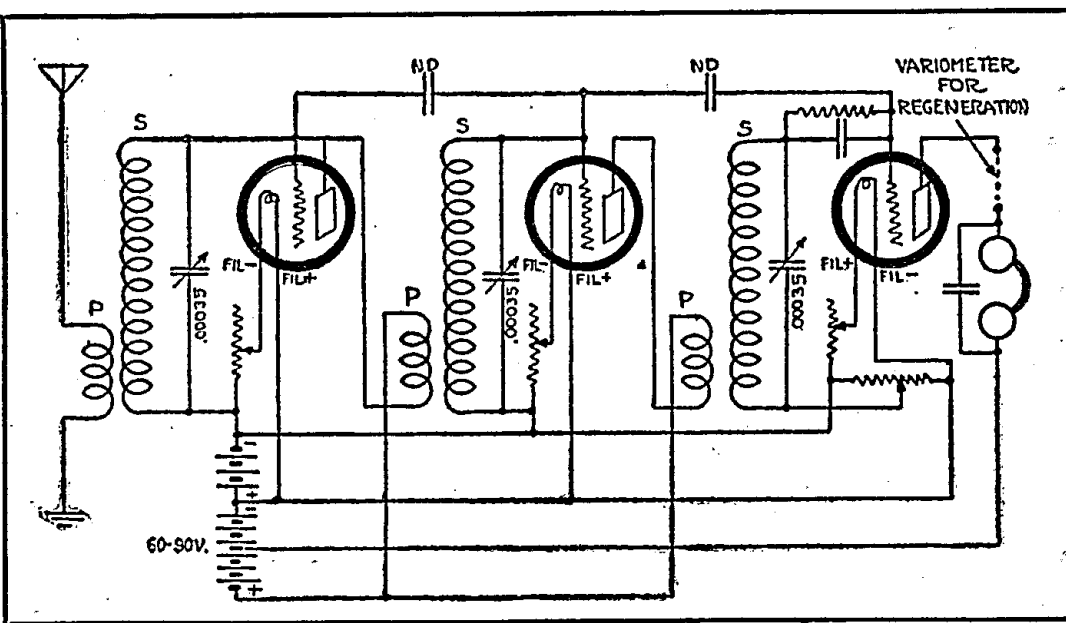 ND
ND
VARIOMETER
FOR
REGENERATION
S
S
S
FIL-
FIL+
FIL-
FIL+
FIL+
FIL-
.00035
.00035
.00035
P
P
P
-
+
60-90V.
+